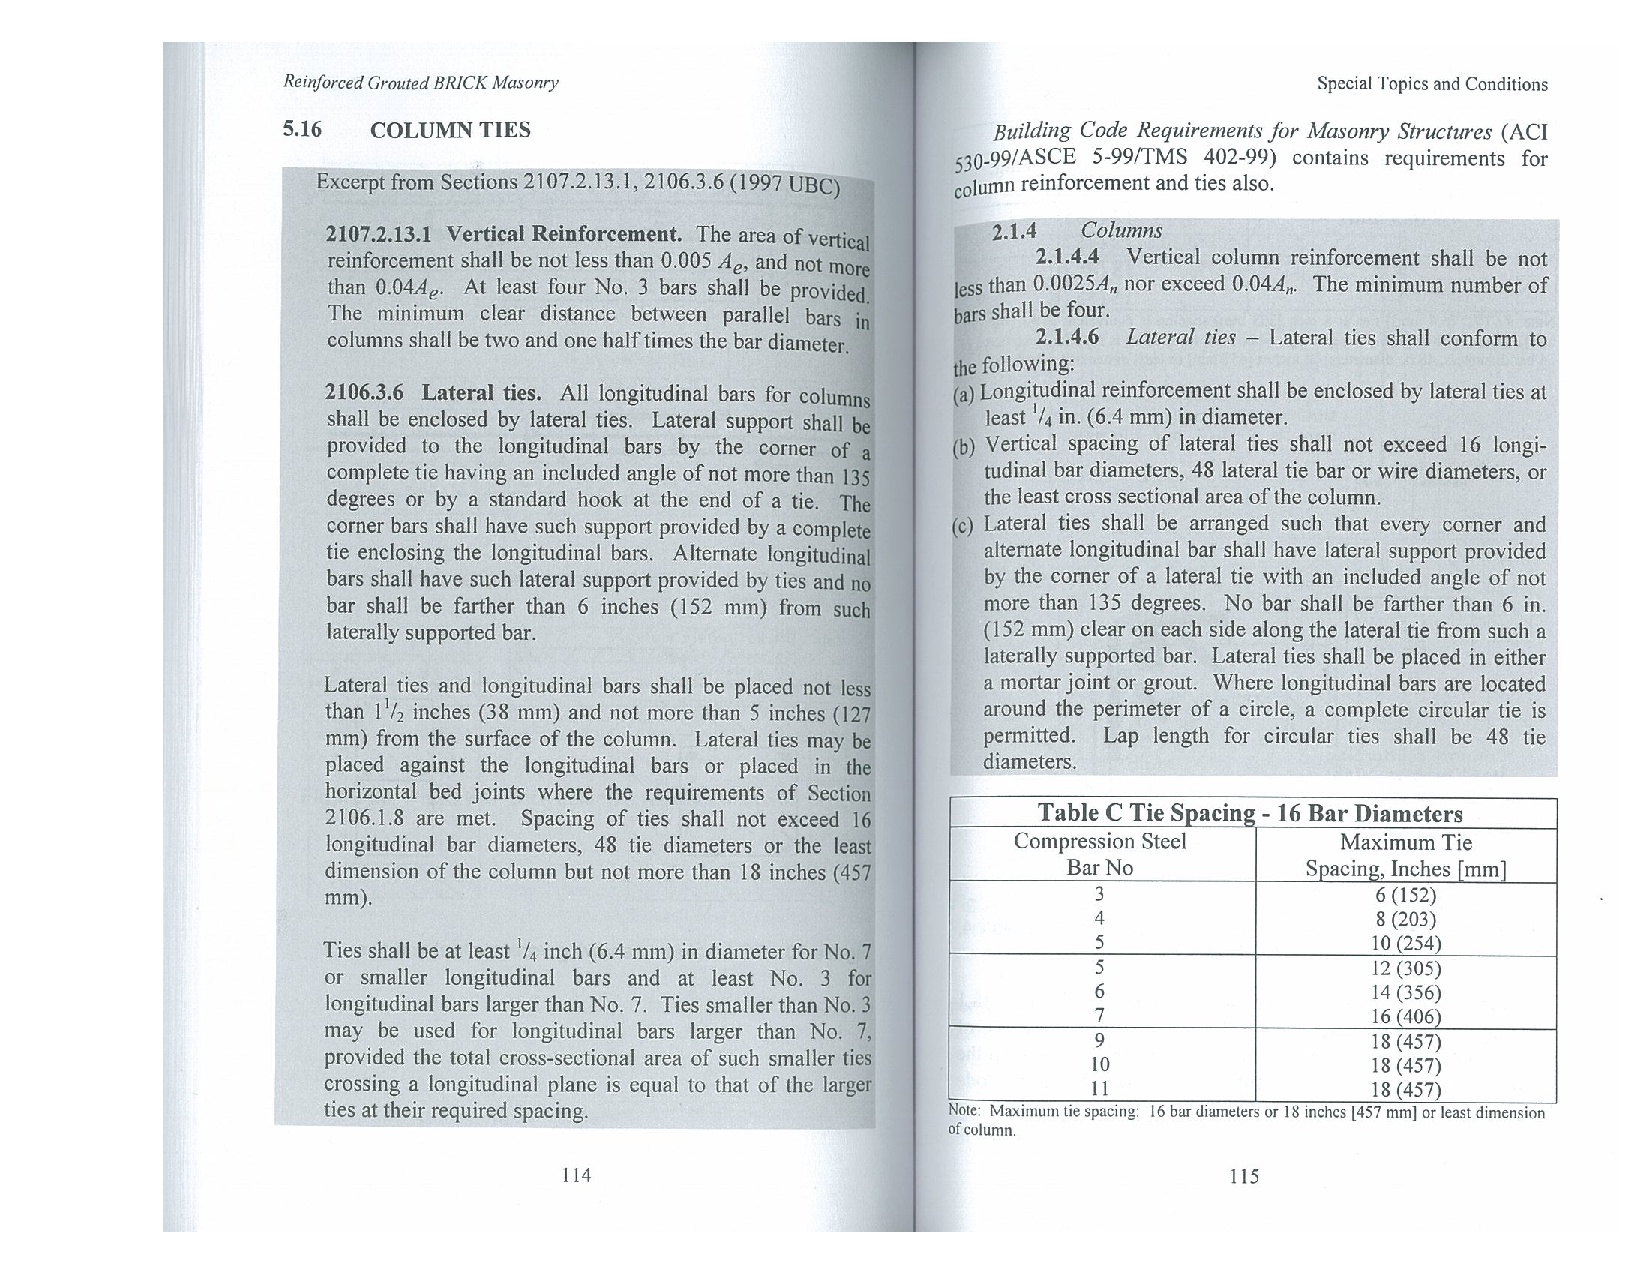 Reinforced Grouted BRICK Masonry
5.16 COLUMN TIES
Excerpt from Sections 2107.2.13.1, 2106.3.6 (1997 UBC)
2107.2.13.1 Vertical Reinforcement. The area of vertical
reinforcement shall be not less than 0.005 Ae, and not more
than 0.04Ae. At least four No. 3 bars shall be provided.
The minimum clear distance between parallel bars in
columns shall be two and one half times the bar diameter.
2106.3.6 Lateral ties. All longitudinal bars for columns
shall be enclosed by lateral ties. Lateral support shall be
provided to the longitudinal bars by the corner of a
complete tie having an included angle of not more than 135
degrees or by a standard hook at the end of a tie. The
corner bars shall have such support provided by a complete
tie enclosing the longitudinal bars. Alternate longitudinal
bars shall have such lateral support provided by ties and no
bar shall be farther than 6 inches (152 mm) from such
laterally supported bar.
Lateral ties and longitudinal bars shall be placed not less
than 1 1/2 inches (38 mm) and not more than 5 inches (127
mm) from the surface of the column. Lateral ties may be
placed against the longitudinal bars or placed in the
horizontal bed joints where the requirements of Section
2106.1.8 are met. Spacing of ties shall not exceed 16
longitudinal bar diameters, 48 tie diameters or the least
dimension of the column but not more than 18 inches (457
mm).
Ties shall be at least 1/4 inch (6.4 mm) in diameter for No. 7
or smaller longitudinal bars and at least No. 3 for
longitudinal bars larger than No. 7. Ties smaller than No. 3
may be used for longitudinal bars larger than No. 7,
provided the total cross-sectional area of such smaller ties
crossing a longitudinal plane is equal to that of the larger
ties at their required spacing.
114
Special Topics and Conditions
Building Code Requirements for Masonry Structures (ACI
530-99/ASCE 5-99/TMS 402-99) contains requirements for
column reinforcement and ties also.
2.1.4 Columns
2.1.4.4 Vertical column reinforcement shall be not
less than 0.0025An nor exceed 0.04An. The minimum number of
bars shall be four.
2.1.4.6 Lateral ties – Lateral ties shall conform to
the following:
(a) Longitudinal reinforcement shall be enclosed by lateral ties at
least 1/4 in. (6.4 mm) in diameter.
(b) Vertical spacing of lateral ties shall not exceed 16 longi-
tudinal bar diameters, 48 lateral tie bar or wire diameters, or
the least cross sectional area of the column.
(c) Lateral ties shall be arranged such that every corner and
alternate longitudinal bar shall have lateral support provided
by the corner of a lateral tie with an included angle of not
more than 135 degrees. No bar shall be farther than 6 in.
(152 mm) clear on each side along the lateral tie from such a
laterally supported bar. Lateral ties shall be placed in either
a mortar joint or grout. Where longitudinal bars are located
around the perimeter of a circle, a complete circular tie is
permitted. Lap length for circular ties shall be 48 tie
diameters.
Table C Tie Spacing - 16 Bar Diameters
Compression Steel Maximum Tie
Bar No Spacing, Inches [mm]
3 6 (152)
4 8 (203)
5 10 (254)
5 12 (305)
6 14 (356)
7 16 (406)
9 18 (457)
10 18 (457)
11 18 (457)
Note: Maximum tie spacing: 16 bar diameters or 18 inches [457 mm] or least dimension
of column.
115